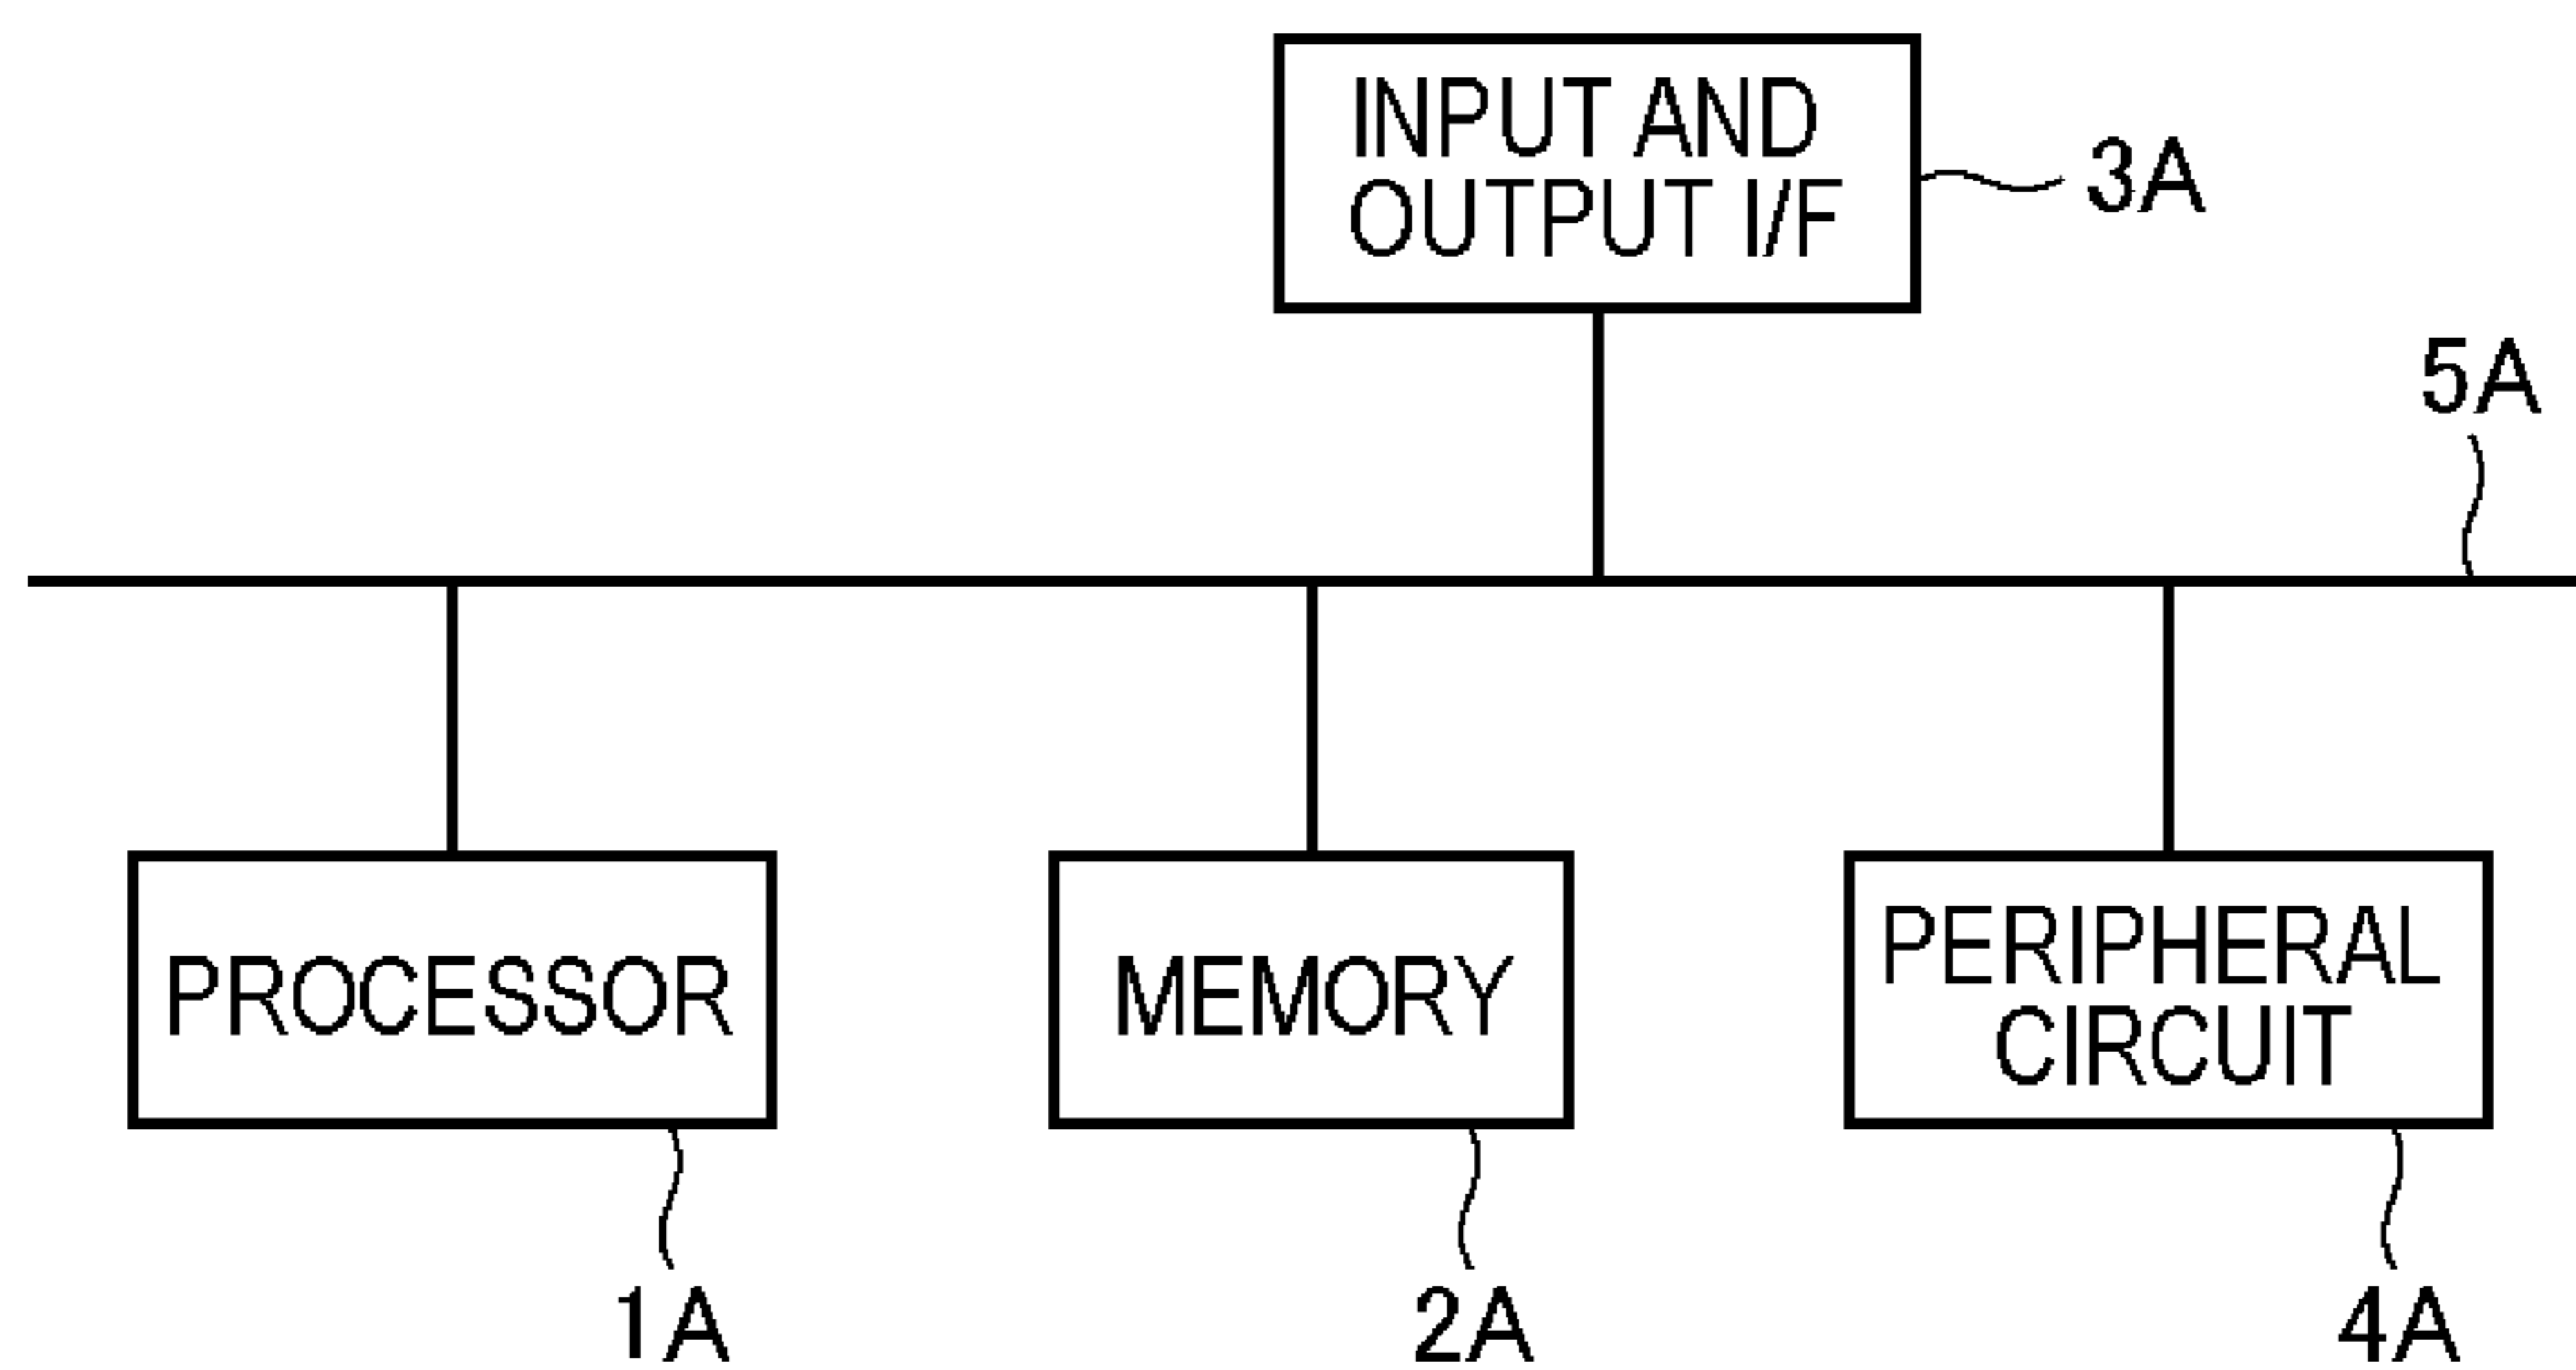 INPUT AND
OUTPUT I/F
3A
5A
PROCESSOR
MEMORY
PERIPHERAL
CIRCUIT
1A
2A
4A